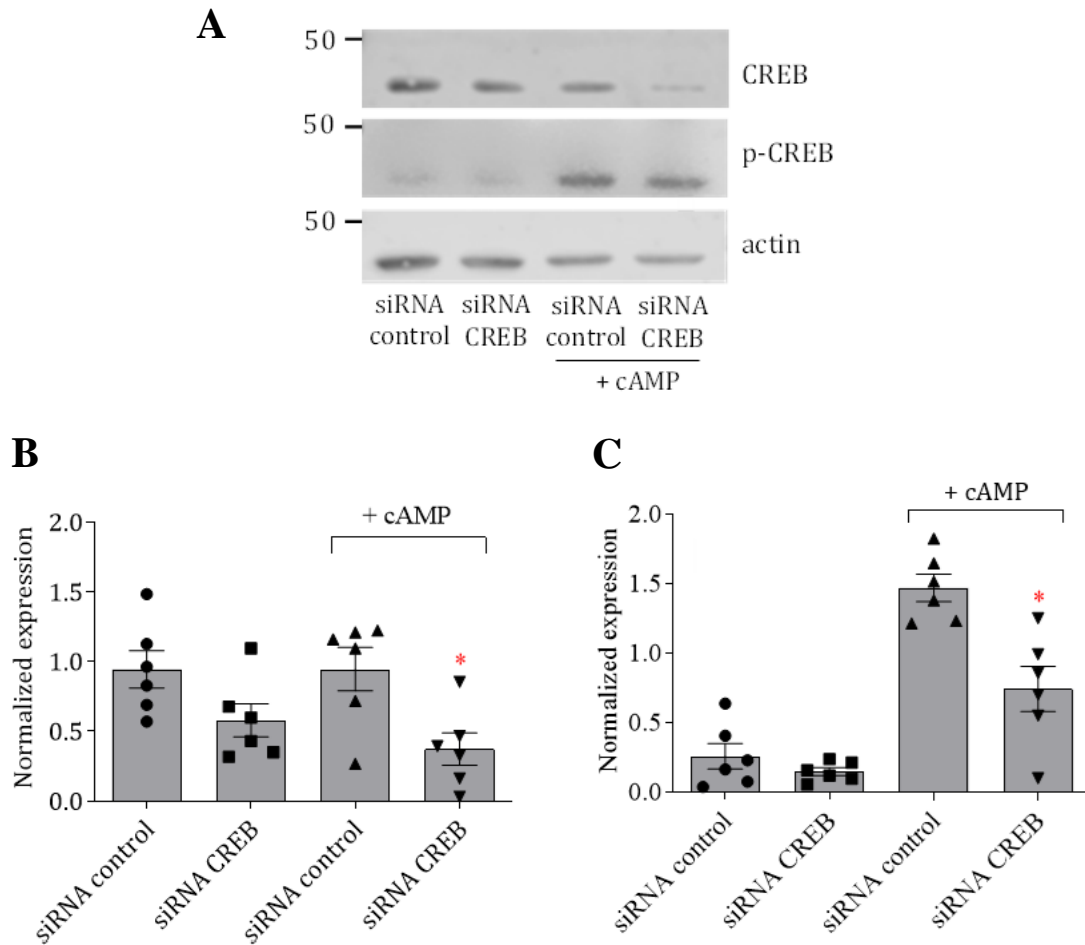 A
50
CREB
50
p-CREB
50
actin
siRNA control
siRNA CREB
siRNA control
siRNA CREB
+ cAMP
B
Normalized expression
2.0
1.5
1.0
0.5
0.0
+ cAMP
*
siRNA control
siRNA CREB
siRNA control
siRNA CREB
C
Normalized expression
2.0
1.5
1.0
0.5
0.0
+ cAMP
*
siRNA control
siRNA CREB
siRNA control
siRNA CREB